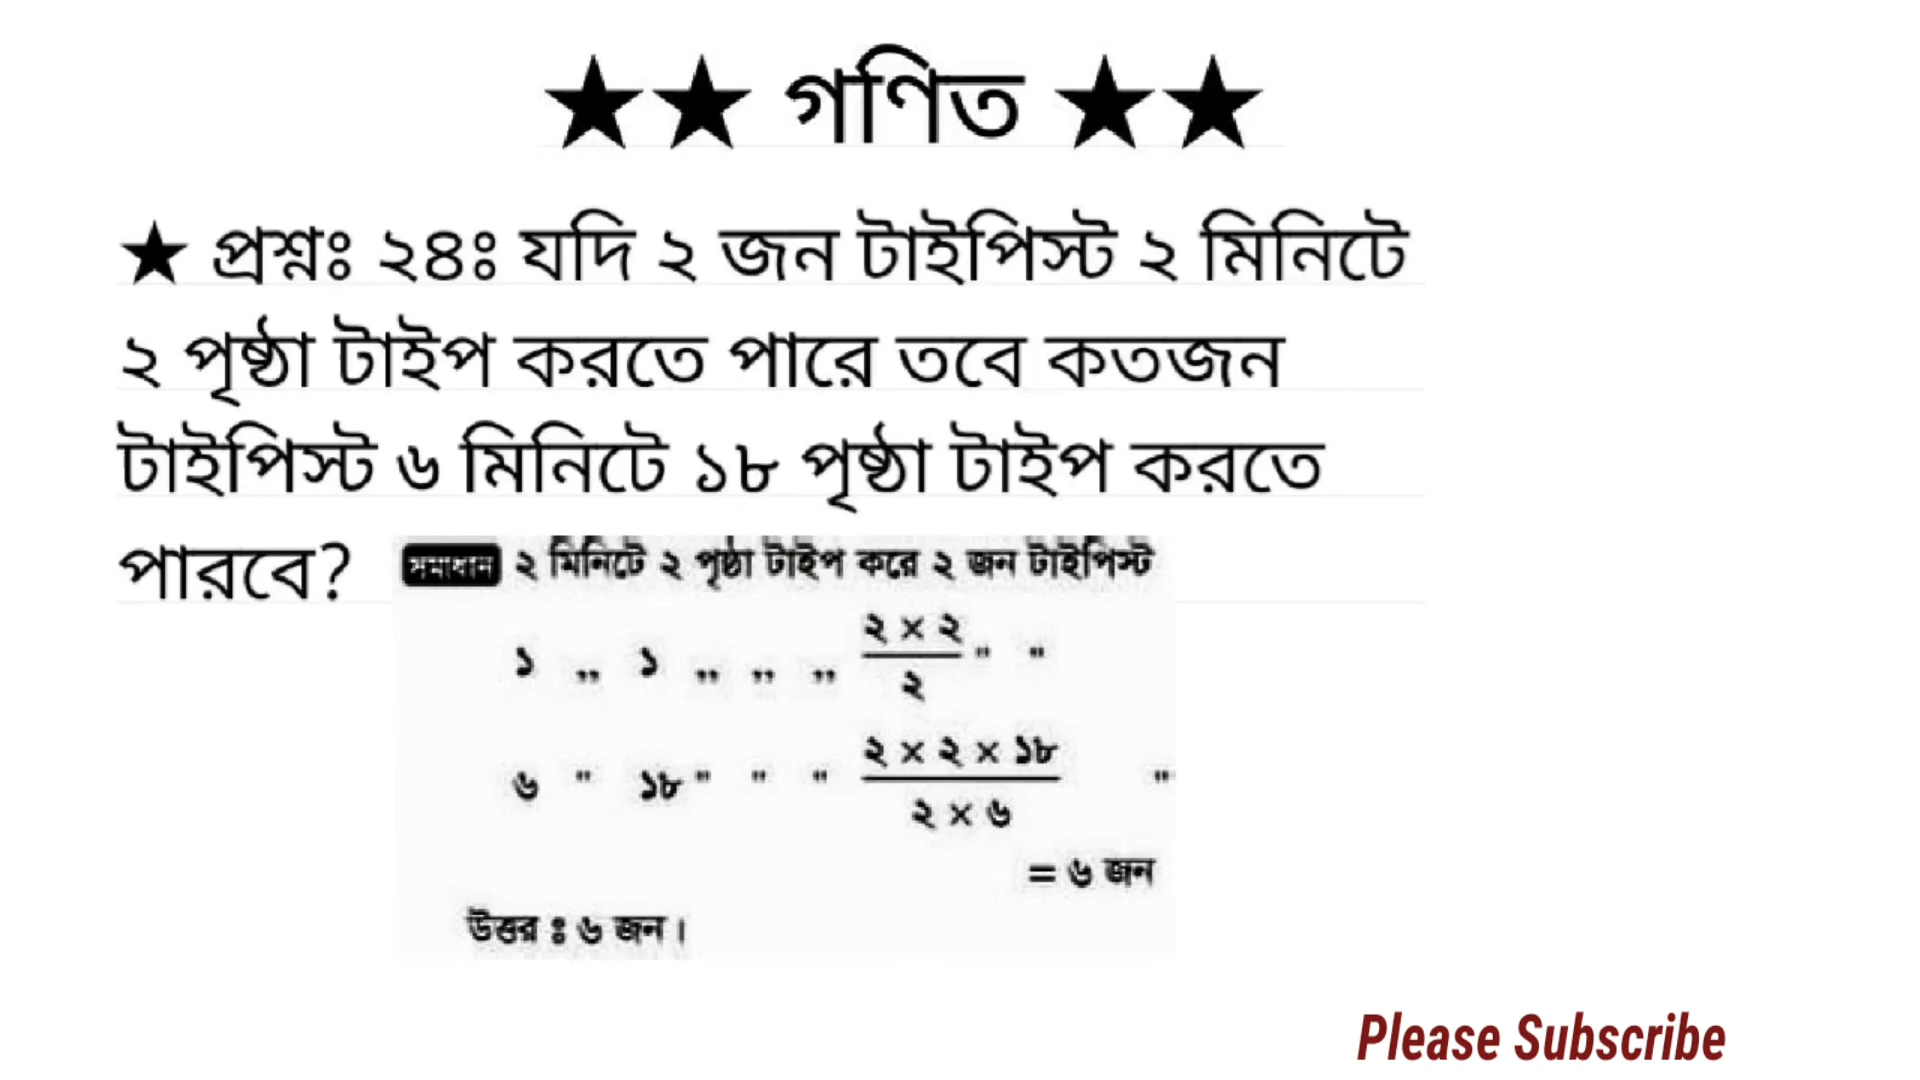 ★★ গণিত ★★
★ প্রশ্নঃ ২৪ঃ যদি ২ জন টাইপিস্ট ২ মিনিটে
২ পৃষ্ঠা টাইপ করতে পারে তবে কতজন
টাইপিস্ট ৬ মিনিটে ১৮ পৃষ্ঠা টাইপ করতে
পারবে?
সমাধান ২ মিনিটে ২ পৃষ্ঠা টাইপ করে ২ জন টাইপিস্ট
২ × ২
১ ,, ১ ,, ,, ,, " "
২
২ × ২ × ১৮
৬ " ১৮ " " " "
২ × ৬
= ৬ জন
উত্তর ঃ ৬ জন।
Please Subscribe